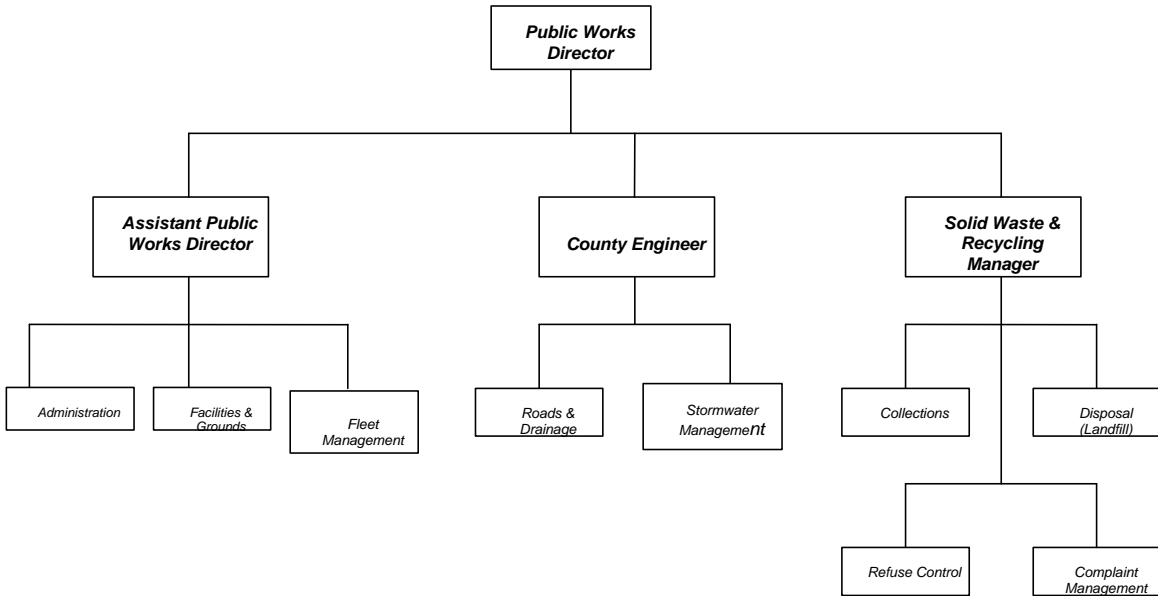 Public Works
Director
Assistant Public
Works Director
County Engineer
Solid Waste &
Recycling
Manager
Administration
Facilities &
Grounds
Fleet
Management
Roads &
Drainage
Stormwater
Management
Collections
Disposal
(Landfill)
Refuse Control
Complaint
Management